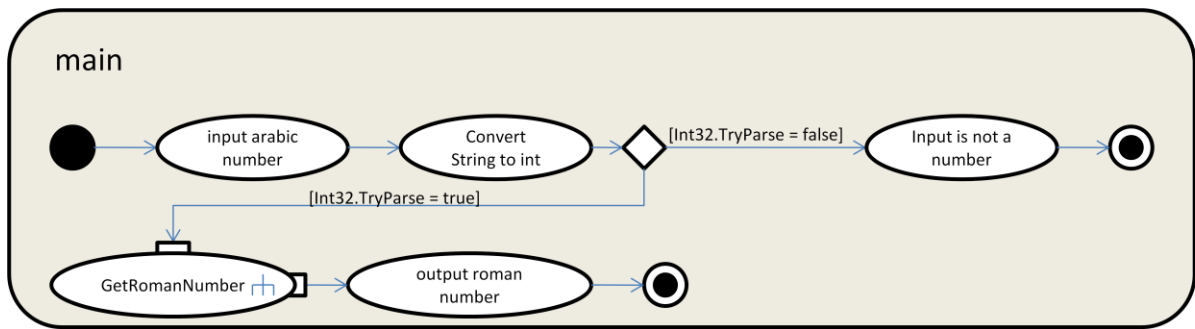 main
input arabic
number
Convert
String to int
[Int32.TryParse = false]
Input is not a
number
[Int32.TryParse = true]
GetRomanNumber
output roman
number